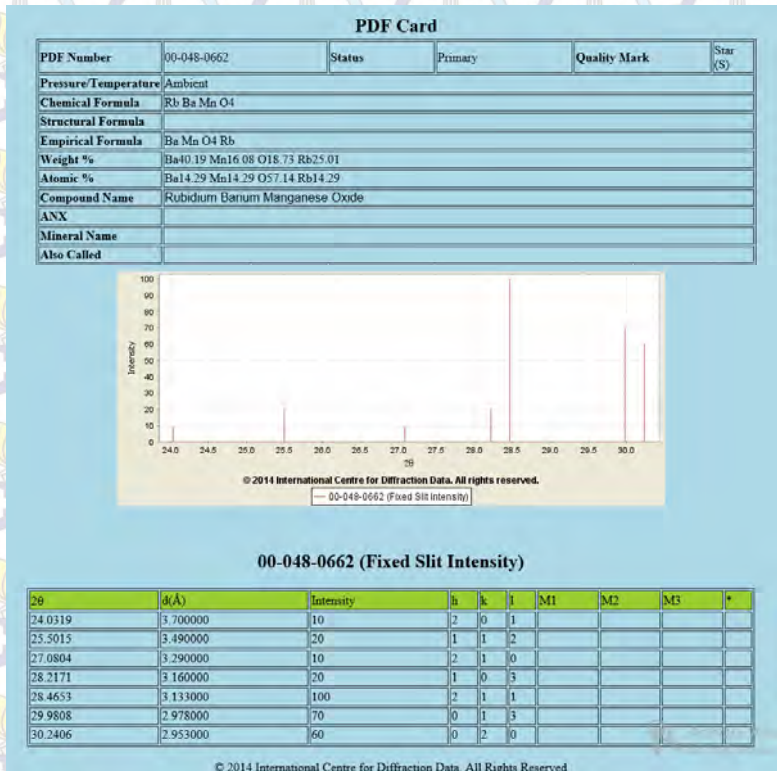 PDF Card
PDF Number 00-048-0662 Status Primary Quality Mark Star (S)
Pressure/Temperature Ambient
Chemical Formula Rb Ba Mn O4
Structural Formula
Empirical Formula Ba Mn O4 Rb
Weight % Ba40.19 Mn16.08 O18.73 Rb25.01
Atomic % Ba14.29 Mn14.29 O57.14 Rb14.29
Compound Name Rubidium Barium Manganese Oxide
ANX
Mineral Name
Also Called
100
90
80
70
60
50
40
30
20
10
0
Intensity
24.0 24.5 25.0 25.5 26.0 26.5 27.0 27.5 28.0 28.5 29.0 29.5 30.0
2θ
© 2014 International Centre for Diffraction Data. All rights reserved.
— 00-048-0662 (Fixed Slit Intensity)
00-048-0662 (Fixed Slit Intensity)
2θ d(Å) Intensity h k l M1 M2 M3 *
24.0319 3.700000 10 2 0 1
25.5015 3.490000 20 1 1 2
27.0804 3.290000 10 2 1 0
28.2171 3.160000 20 1 0 3
28.4653 3.133000 100 2 1 1
29.9808 2.978000 70 0 1 3
30.2406 2.953000 60 0 2 0
© 2014 International Centre for Diffraction Data. All Rights Reserved